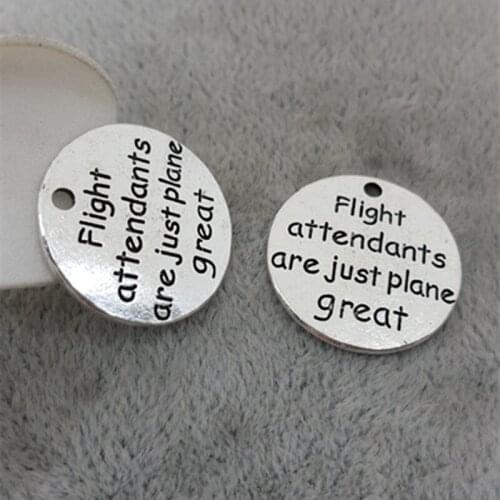 Flight
attendants
are just plane
great
Flight
attendants
are just plane
great